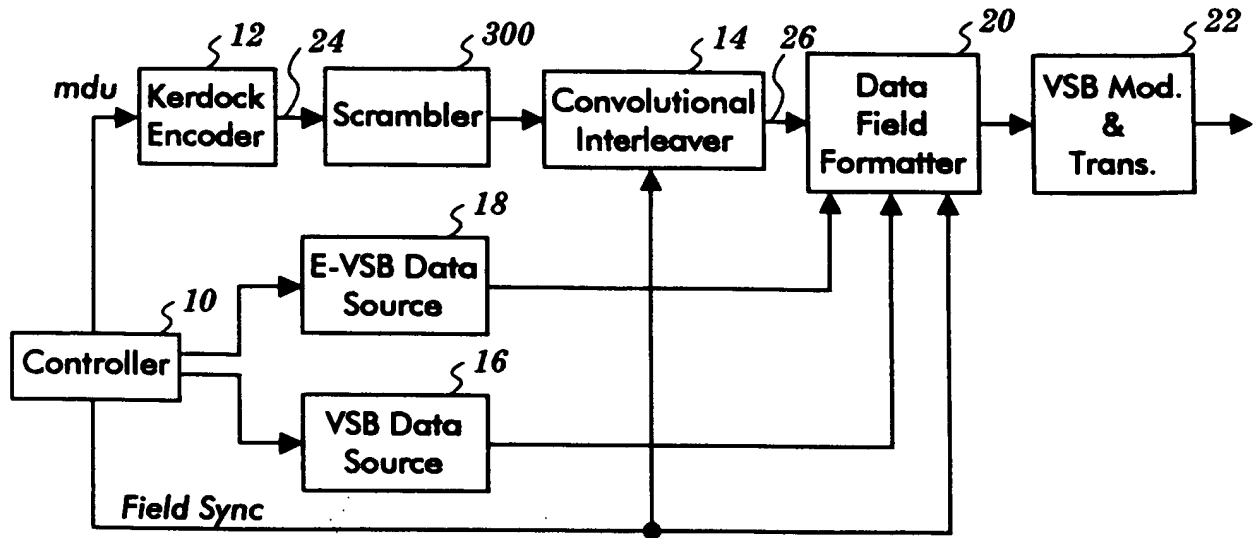 12
24
300
14
26
20
22
mdu
Kerdock
Encoder
Scrambler
Convolutional
Interleaver
Data
Field
Formatter
VSB Mod.
&
Trans.
18
E-VSB Data
Source
10
Controller
16
VSB Data
Source
Field Sync